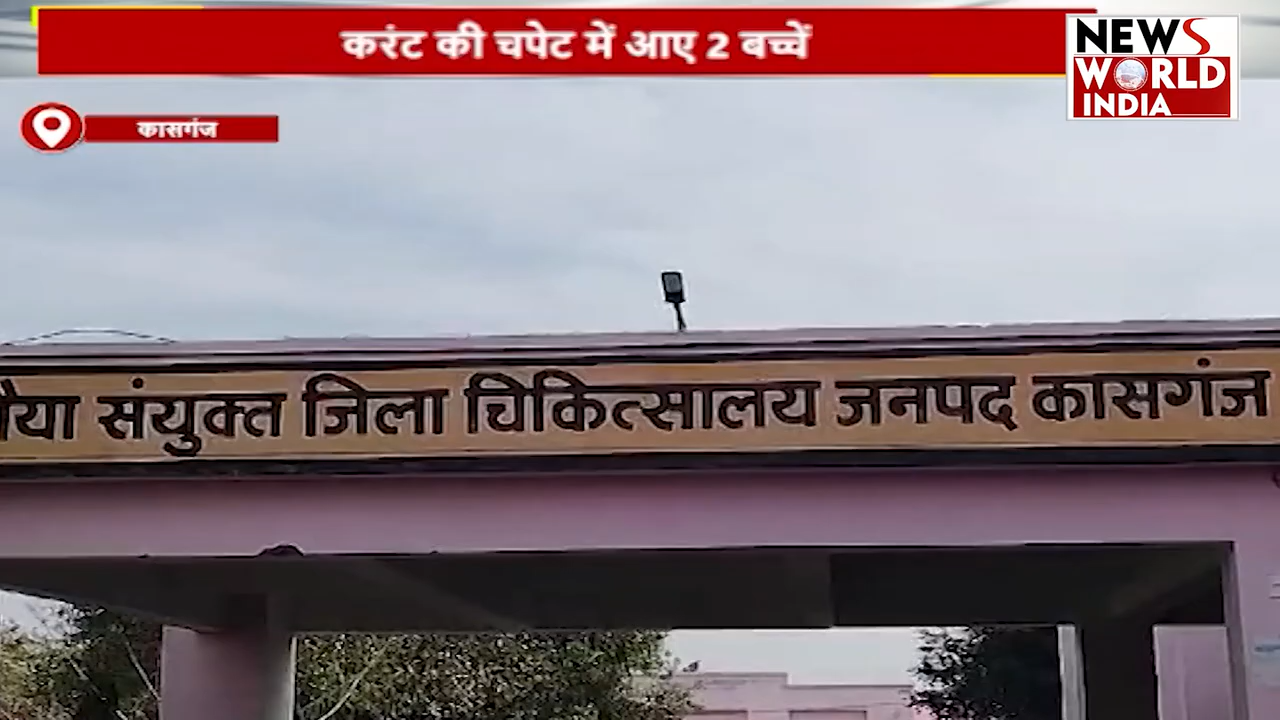 करंट की चपेट में आए 2 बच्चें
NEWS
WORLD
INDIA
कासगंज
संयुक्त जिला चिकित्सालय जनपद कासगंज